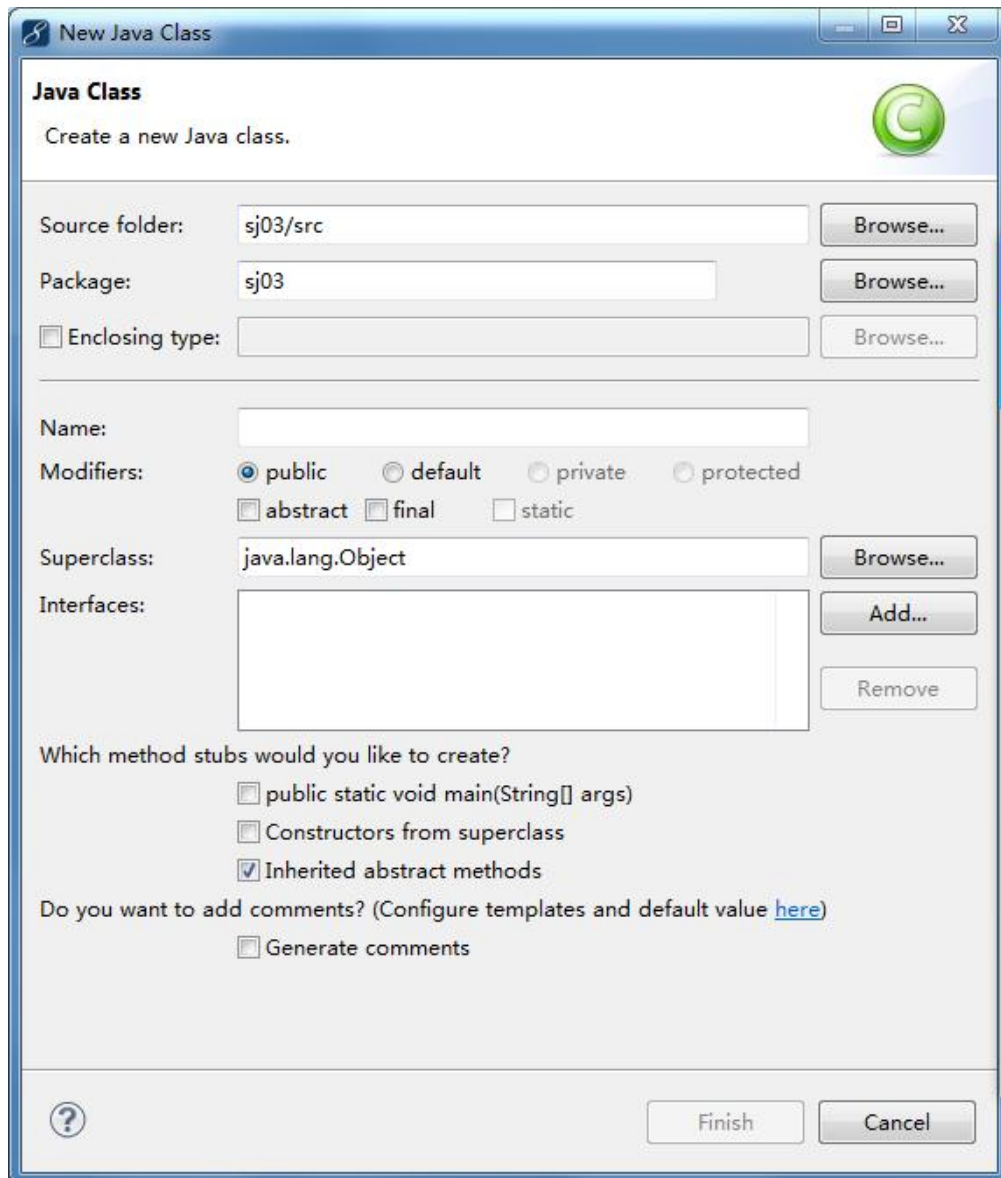 New Java Class
Java Class
Create a new Java class.
Source folder: sj03/src Browse...
Package: sj03 Browse...
Enclosing type: Browse...
Name:
Modifiers: public default private protected
abstract final static
Superclass: java.lang.Object Browse...
Interfaces: Add...
Remove
Which method stubs would you like to create?
public static void main(String[] args)
Constructors from superclass
Inherited abstract methods
Do you want to add comments? (Configure templates and default value here)
Generate comments
Finish Cancel